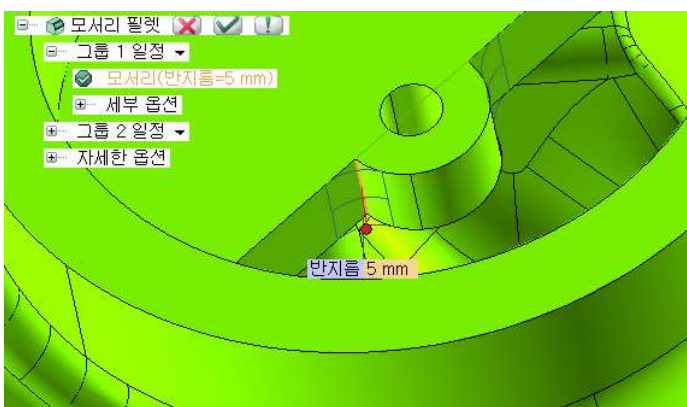 모서리 필렛
그룹 1 일정
모서리(반지름=5 mm)
세부 옵션
그룹 2 일정
자세한 옵션
반지름 5 mm